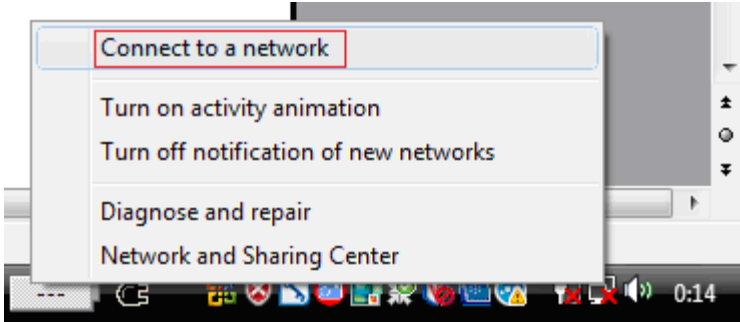 Connect to a network
Turn on activity animation
Turn off notification of new networks
Diagnose and repair
Network and Sharing Center
--- 0:14